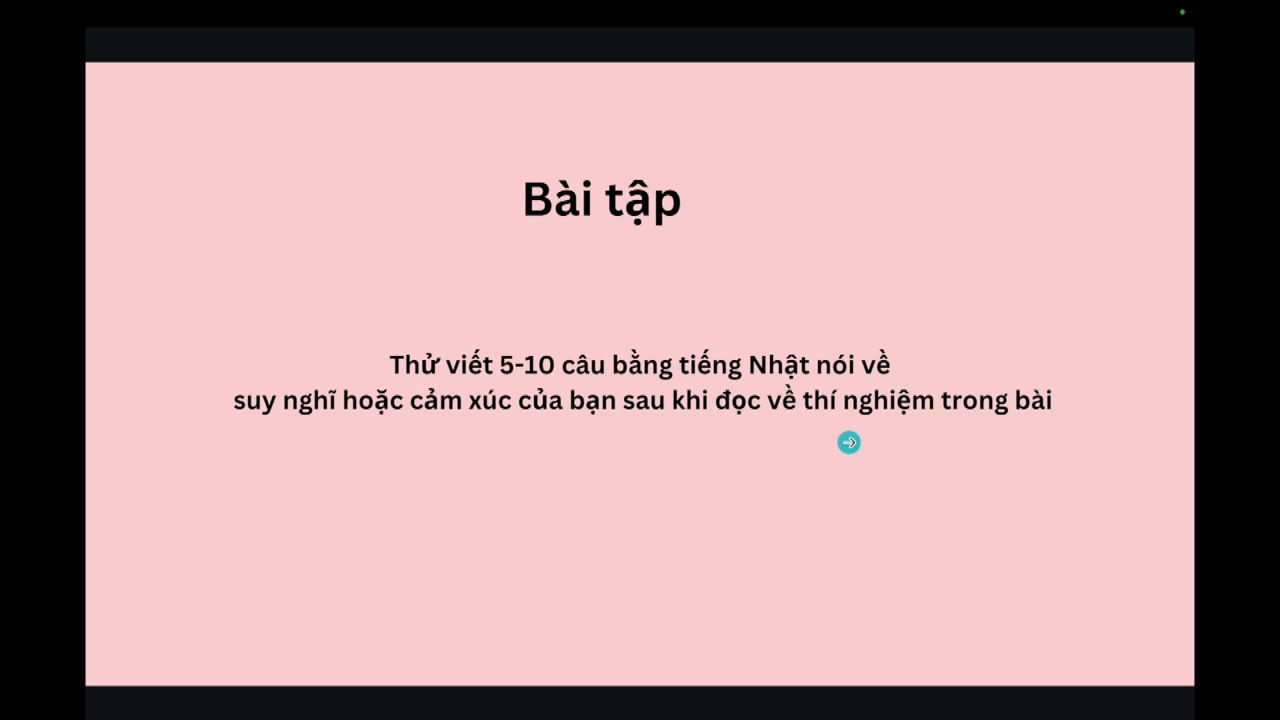 Bài tập
Thử viết 5-10 câu bằng tiếng Nhật nói về
suy nghĩ hoặc cảm xúc của bạn sau khi đọc về thí nghiệm trong bài